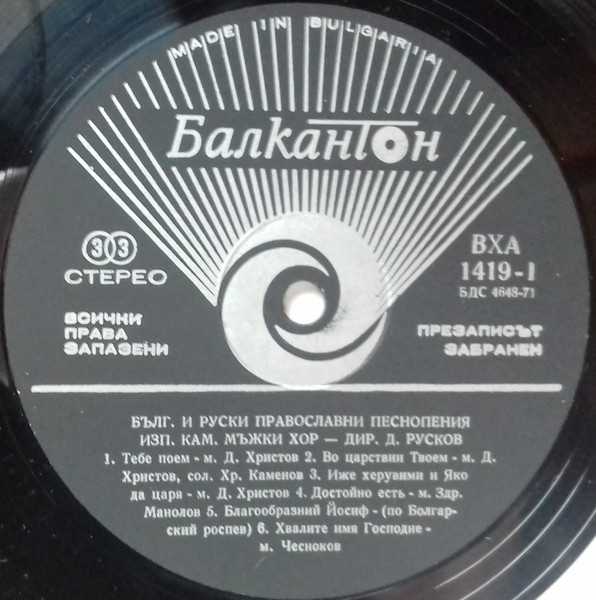 MADE IN BULGARIA
Балкантон
33
СТЕРЕО
ВХА
1419-I
БДС 4648-71
ВСИЧКИ
ПРАВА
ЗАПАЗЕНИ
ПРЕЗАПИСЪТ
ЗАБРАНЕН
БЪЛГ. И РУСКИ ПРАВОСЛАВНИ ПЕСНОПЕНИЯ
ИЗП. КАМ. МЪЖКИ ХОР — ДИР. Д. РУСКОВ
1. Тебе поем - м. Д. Христов 2. Во царствии Твоем - м. Д.
Христов, сол. Хр. Каменов 3. Иже херувими и Яко
да царя - м. Д. Христов 4. Достойно есть - м. Здр.
Манолов 5. Благообразний Йосиф - (по Болгар-
ский роспев) 6. Хвалите имя Господне -
м. Чесноков